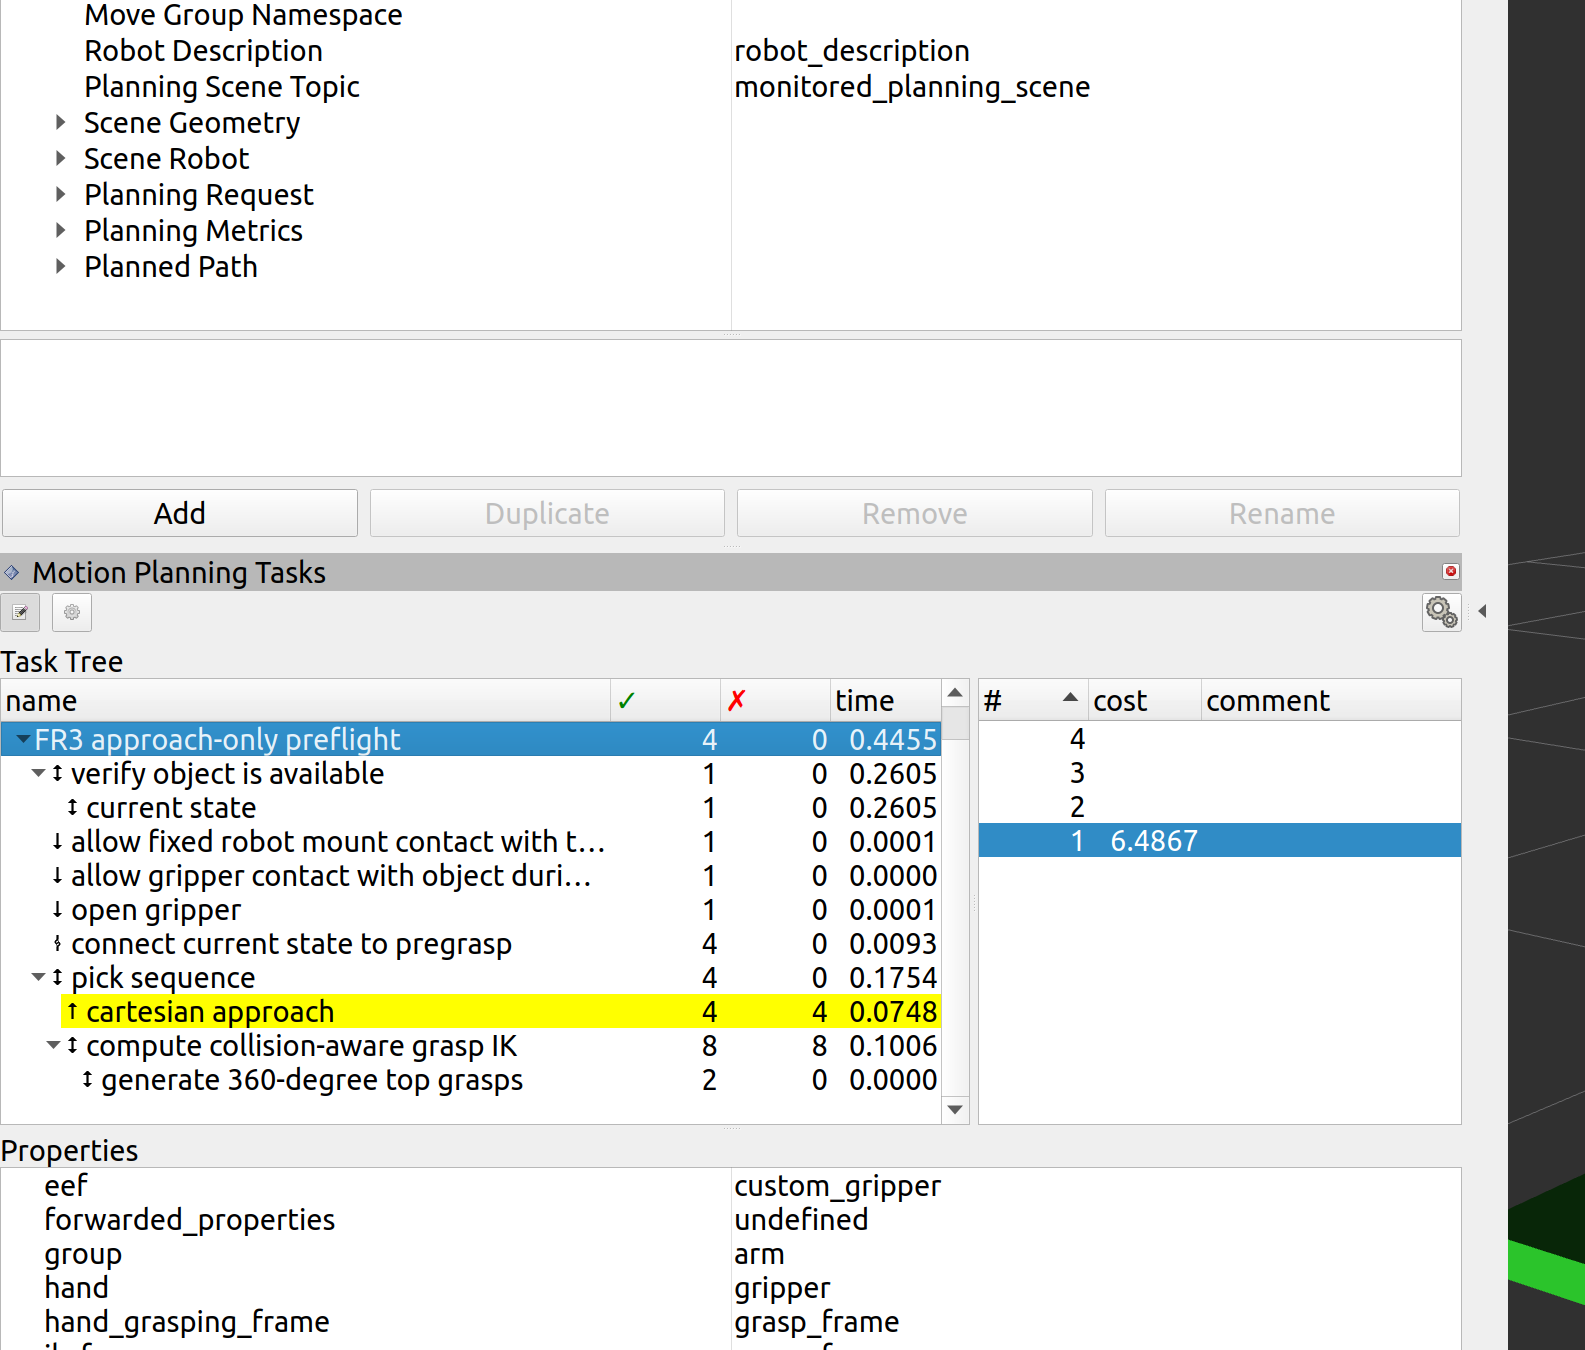 Move Group Namespace
Robot Description robot_description
Planning Scene Topic monitored_planning_scene
Scene Geometry
Scene Robot
Planning Request
Planning Metrics
Planned Path
Add Duplicate Remove Rename
Motion Planning Tasks
Task Tree
name ✓ ✗ time
FR3 approach-only preflight 4 0 0.4455
verify object is available 1 0 0.2605
current state 1 0 0.2605
allow fixed robot mount contact with t... 1 0 0.0001
allow gripper contact with object duri... 1 0 0.0000
open gripper 1 0 0.0001
connect current state to pregrasp 4 0 0.0093
pick sequence 4 0 0.1754
cartesian approach 4 4 0.0748
compute collision-aware grasp IK 8 8 0.1006
generate 360-degree top grasps 2 0 0.0000
# cost comment
4
3
2
1 6.4867
Properties
eef custom_gripper
forwarded_properties undefined
group arm
hand gripper
hand_grasping_frame grasp_frame